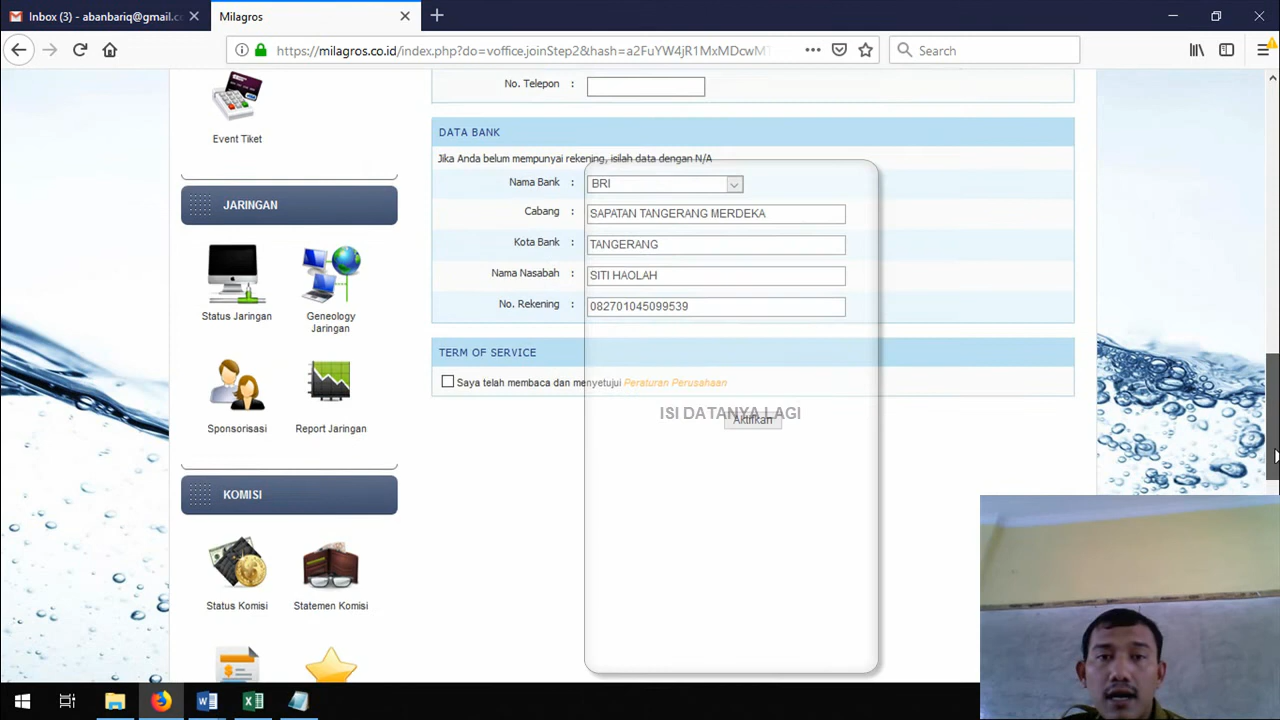 Inbox (3) - abanbariq@gmail.c
Milagros
https://milagros.co.id/index.php?do=voffice.joinStep2&hash=a2FuYW4jR1MxMDcwM
Search
Event Tiket
JARINGAN
Status Jaringan
Geneology
Jaringan
Sponsorisasi
Report Jaringan
KOMISI
Status Komisi
Statemen Komisi
No. Telepon :
DATA BANK
Jika Anda belum mempunyai rekening, isilah data dengan N/A
Nama Bank : BRI
Cabang : SAPATAN TANGERANG MERDEKA
Kota Bank : TANGERANG
Nama Nasabah : SITI HAOLAH
No. Rekening : 082701045099539
TERM OF SERVICE
Saya telah membaca dan menyetujui Peraturan Perusahaan
ISI DATANYA LAGI
Aktifkan